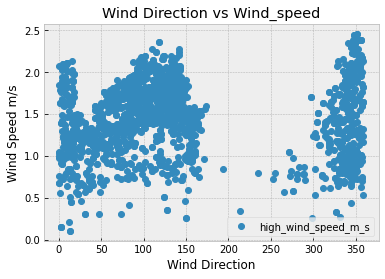 Wind Direction vs Wind_speed
2.5
2.0
1.5
1.0
0.5
0.0
Wind Speed m/s
high_wind_speed_m_s
0 50 100 150 200 250 300 350
Wind Direction